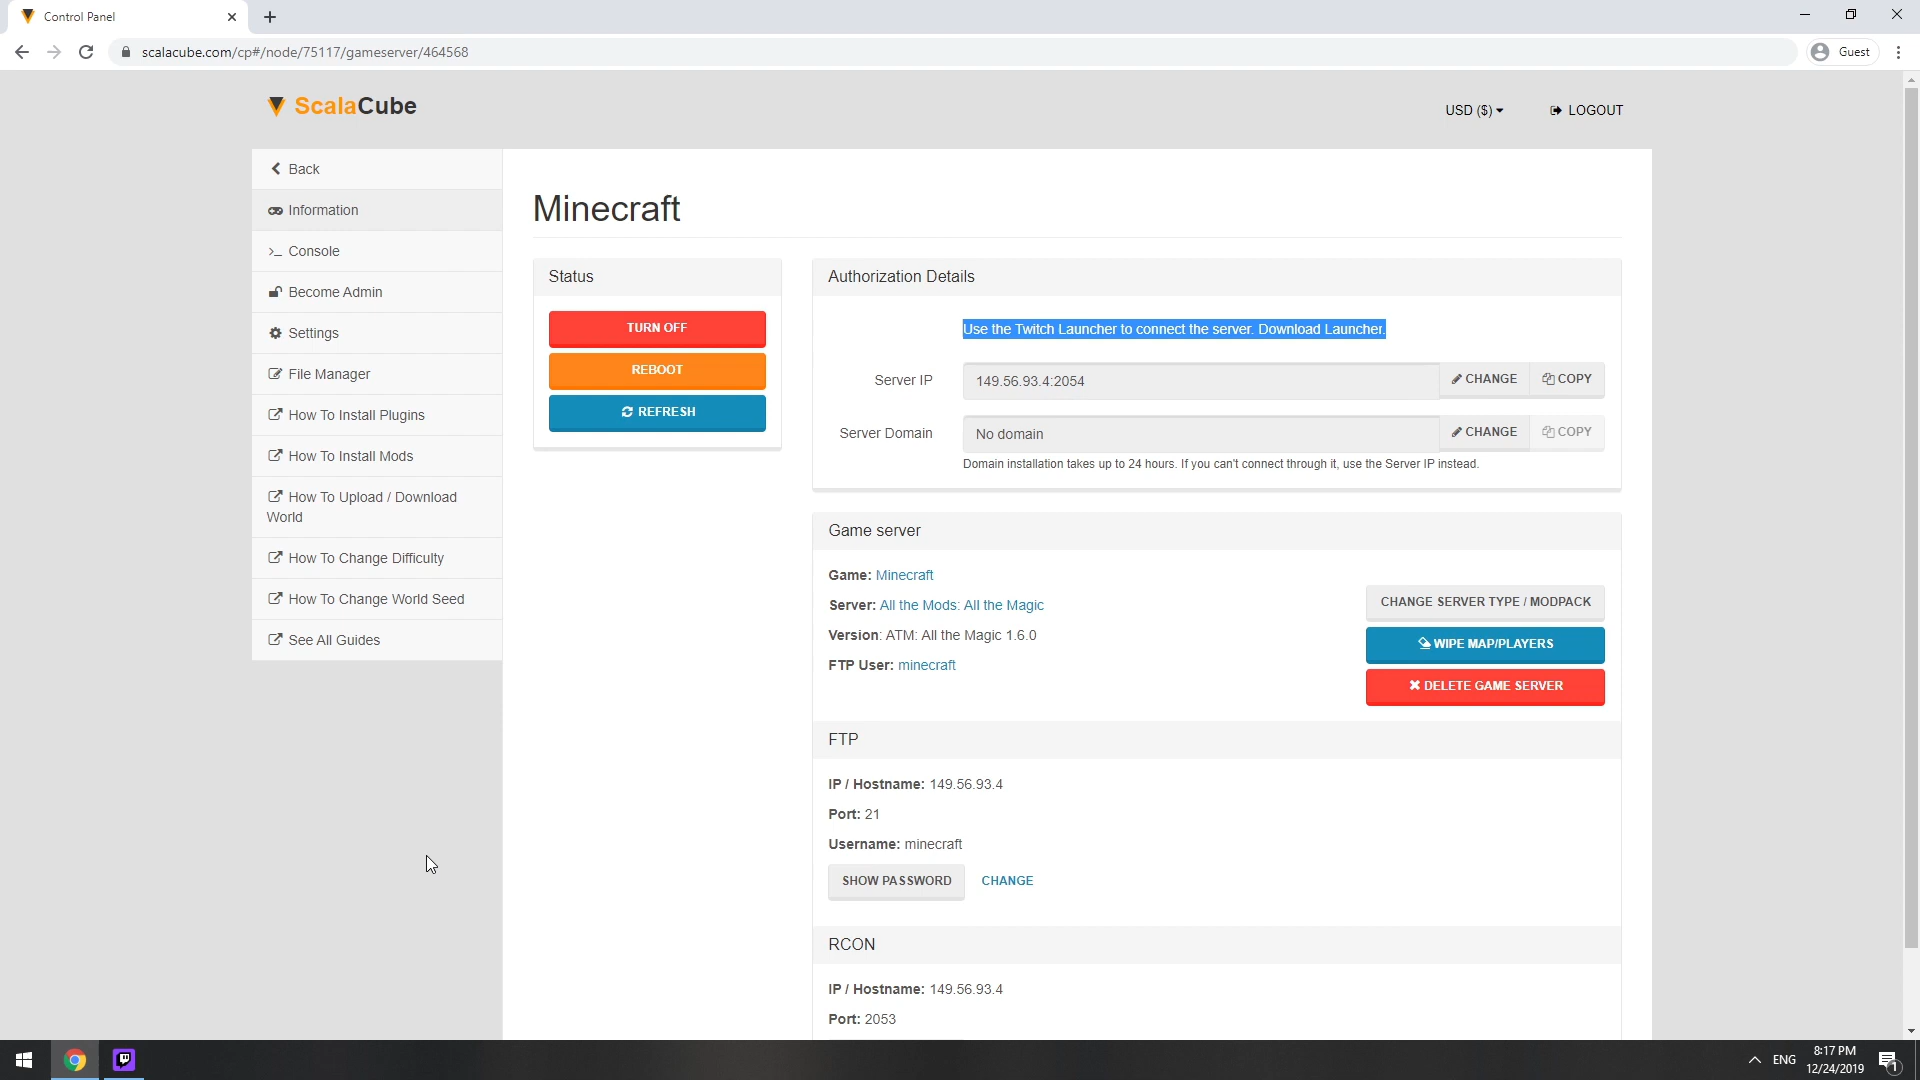 Control Panel
scalacube.com/cp#/node/75117/gameserver/464568
Guest
ScalaCube
USD ($)
LOGOUT
Back
Information
Console
Become Admin
Settings
File Manager
How To Install Plugins
How To Install Mods
How To Upload / Download
World
How To Change Difficulty
How To Change World Seed
See All Guides
Minecraft
Status
TURN OFF
REBOOT
REFRESH
Authorization Details
Use the Twitch Launcher to connect the server. Download Launcher.
Server IP
149.56.93.4:2054
CHANGE
COPY
Server Domain
No domain
CHANGE
COPY
Domain installation takes up to 24 hours. If you can't connect through it, use the Server IP instead.
Game server
Game: Minecraft
Server: All the Mods: All the Magic
Version: ATM: All the Magic 1.6.0
FTP User: minecraft
CHANGE SERVER TYPE / MODPACK
WIPE MAP/PLAYERS
DELETE GAME SERVER
FTP
IP / Hostname: 149.56.93.4
Port: 21
Username: minecraft
SHOW PASSWORD
CHANGE
RCON
IP / Hostname: 149.56.93.4
Port: 2053
ENG
8:17 PM
12/24/2019
1